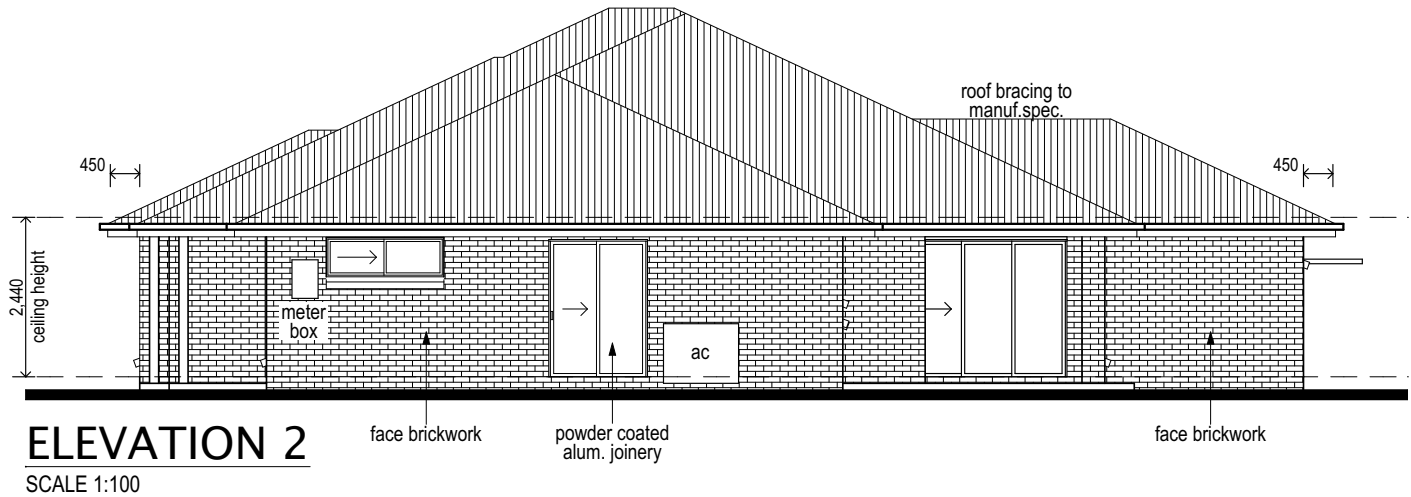 roof bracing to
manuf.spec.
450
450
2,440
ceiling height
meter
box
ac
face brickwork
powder coated
alum. joinery
face brickwork
ELEVATION 2
SCALE 1:100